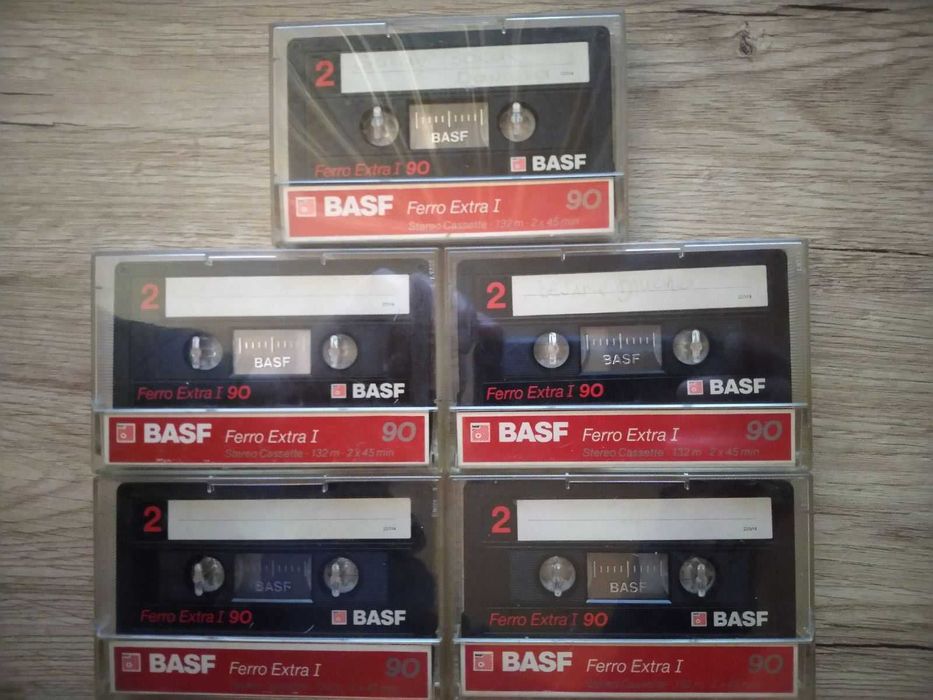 2
BASF
Ferro Extra I 90 BASF
BASF Ferro Extra I 90
Stereo Cassette · 132 m · 2 x 45 min
2
BASF
Ferro Extra I 90 BASF
BASF Ferro Extra I 90
Stereo Cassette · 132 m · 2 x 45 min
2
BASF
Ferro Extra I 90 BASF
BASF Ferro Extra I 90
Stereo Cassette · 132 m · 2 x 45 min
2
BASF
Ferro Extra I 90 BASF
BASF Ferro Extra I 90
2
BASF
Ferro Extra I 90 BASF
BASF Ferro Extra I 90